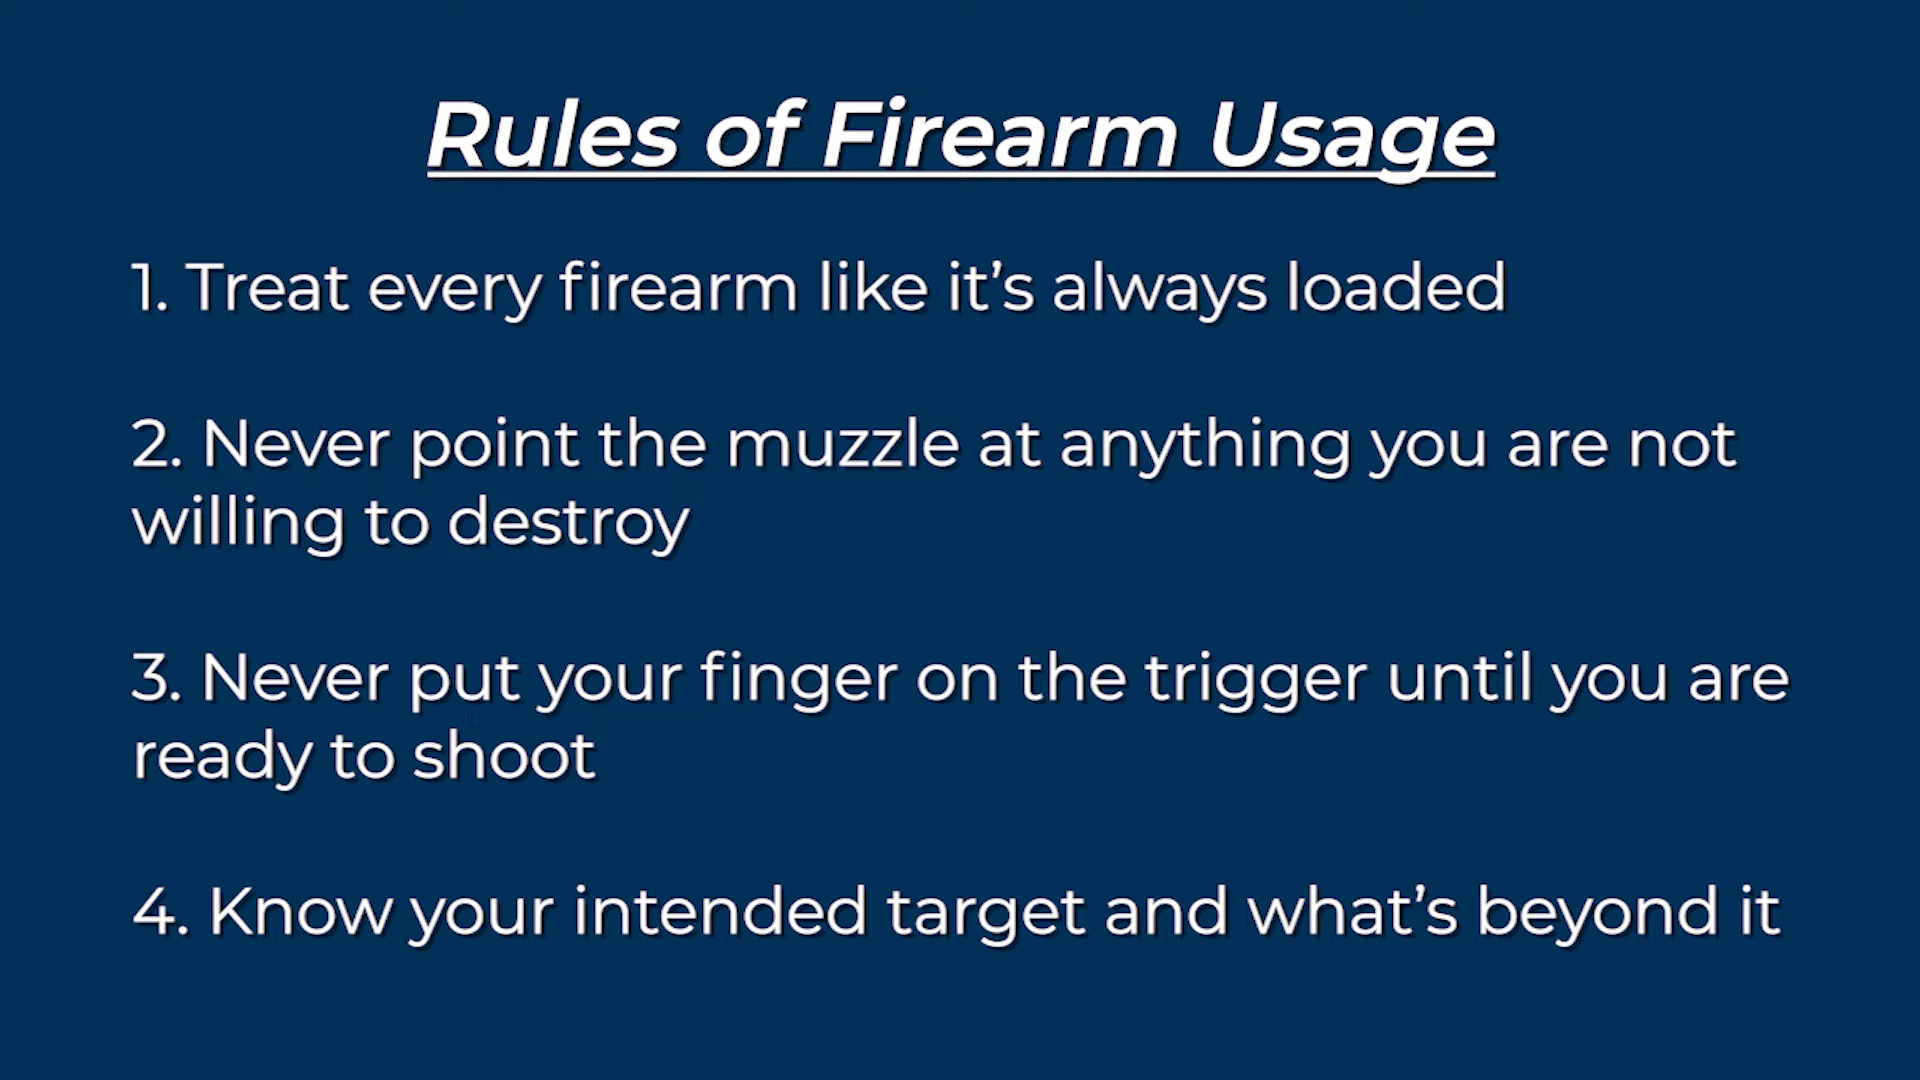 Rules of Firearm Usage
1. Treat every firearm like it’s always loaded
2. Never point the muzzle at anything you are not
willing to destroy
3. Never put your finger on the trigger until you are
ready to shoot
4. Know your intended target and what’s beyond it